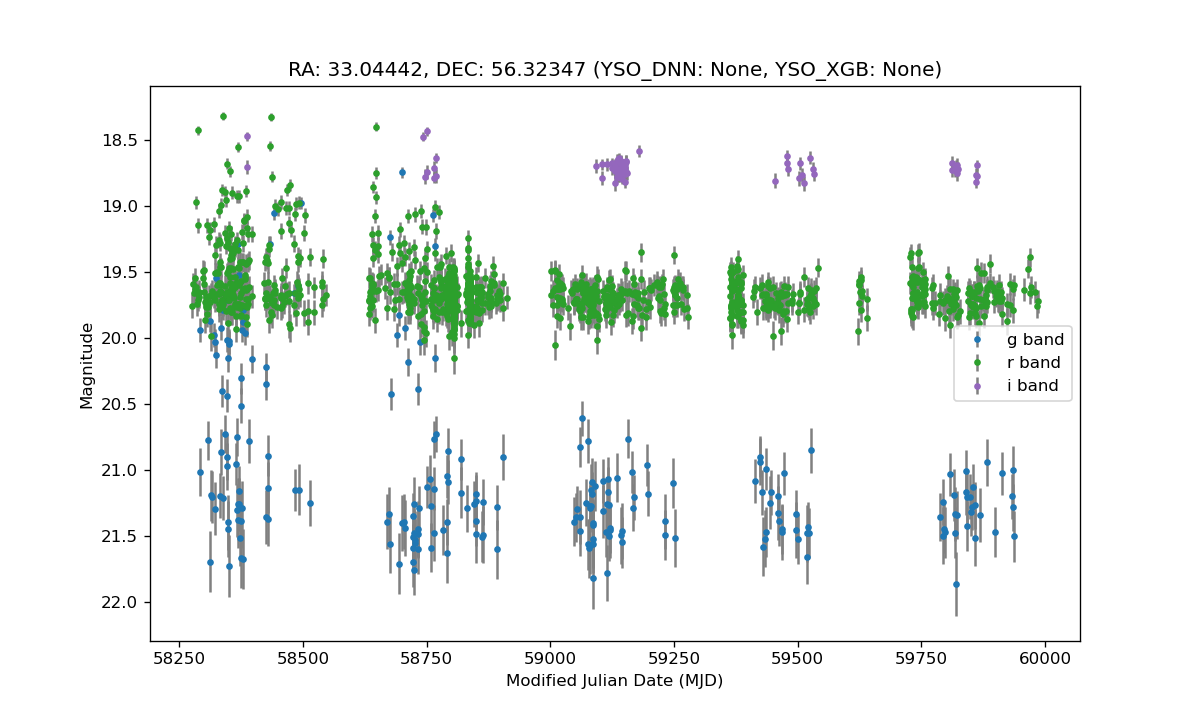 RA: 33.04442, DEC: 56.32347 (YSO_DNN: None, YSO_XGB: None)
18.5
19.0
19.5
20.0
20.5
21.0
21.5
22.0
Magnitude
g band
r band
i band
58250 58500 58750 59000 59250 59500 59750 60000
Modified Julian Date (MJD)